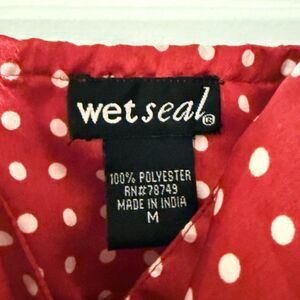 wetseal®
100% POLYESTER
RN#78749
MADE IN INDIA
M